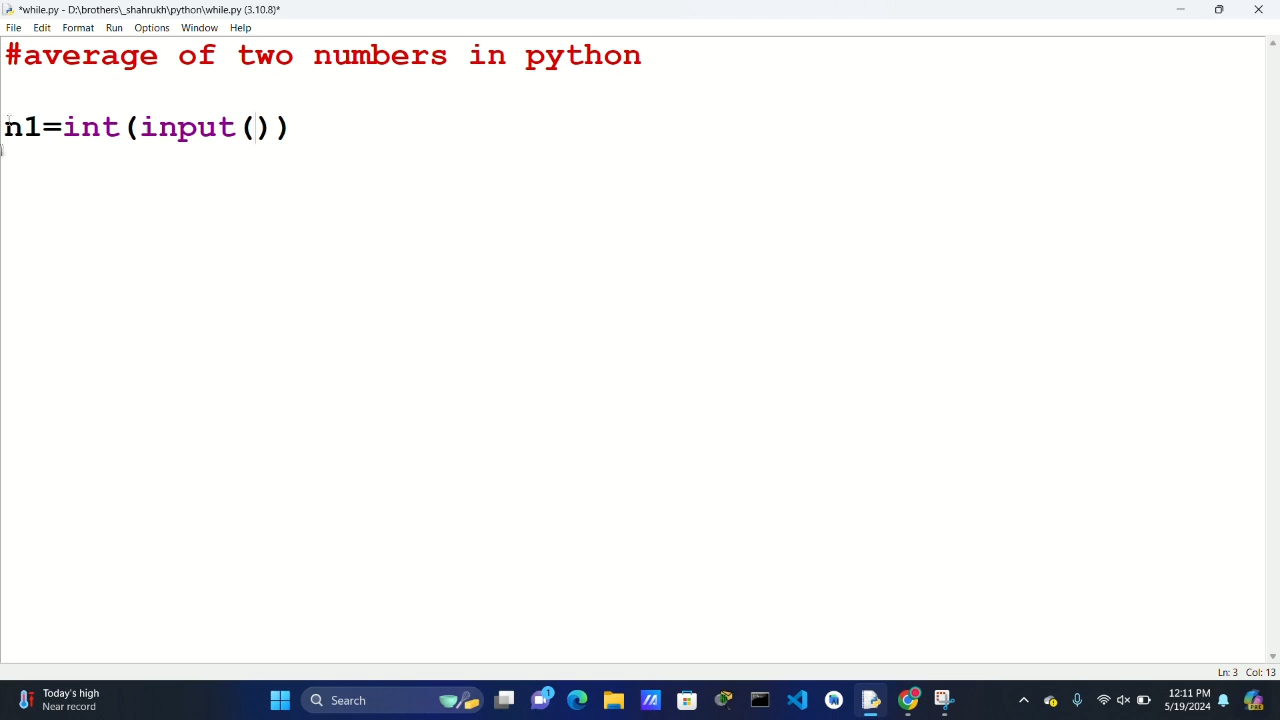 *while.py - D:\brothers\_shahrukh\python\while.py (3.10.8)*
File Edit Format Run Options Window Help
#average of two numbers in python
n1=int(input())
Ln: 3 Col: 13
Today's high
Near record
Search
1
12:11 PM
5/19/2024